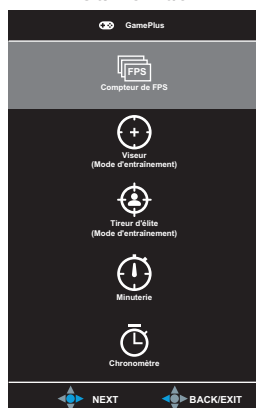 GamePlus
FPS
Compteur de FPS
Viseur
(Mode d'entraînement)
Tireur d'élite
(Mode d'entraînement)
Minuterie
Chronomètre
NEXT BACK/EXIT